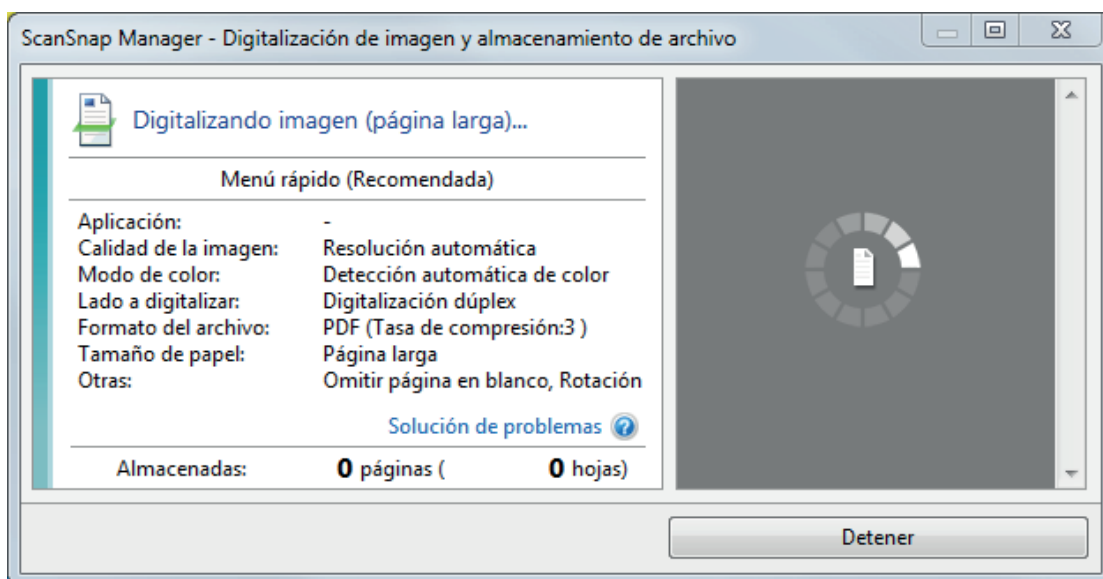 ScanSnap Manager - Digitalización de imagen y almacenamiento de archivo
Digitalizando imagen (página larga)...
Menú rápido (Recomendada)
Aplicación: -
Calidad de la imagen: Resolución automática
Modo de color: Detección automática de color
Lado a digitalizar: Digitalización dúplex
Formato del archivo: PDF (Tasa de compresión:3 )
Tamaño de papel: Página larga
Otras: Omitir página en blanco, Rotación
Solución de problemas ?
Almacenadas: 0 páginas ( 0 hojas)
Detener